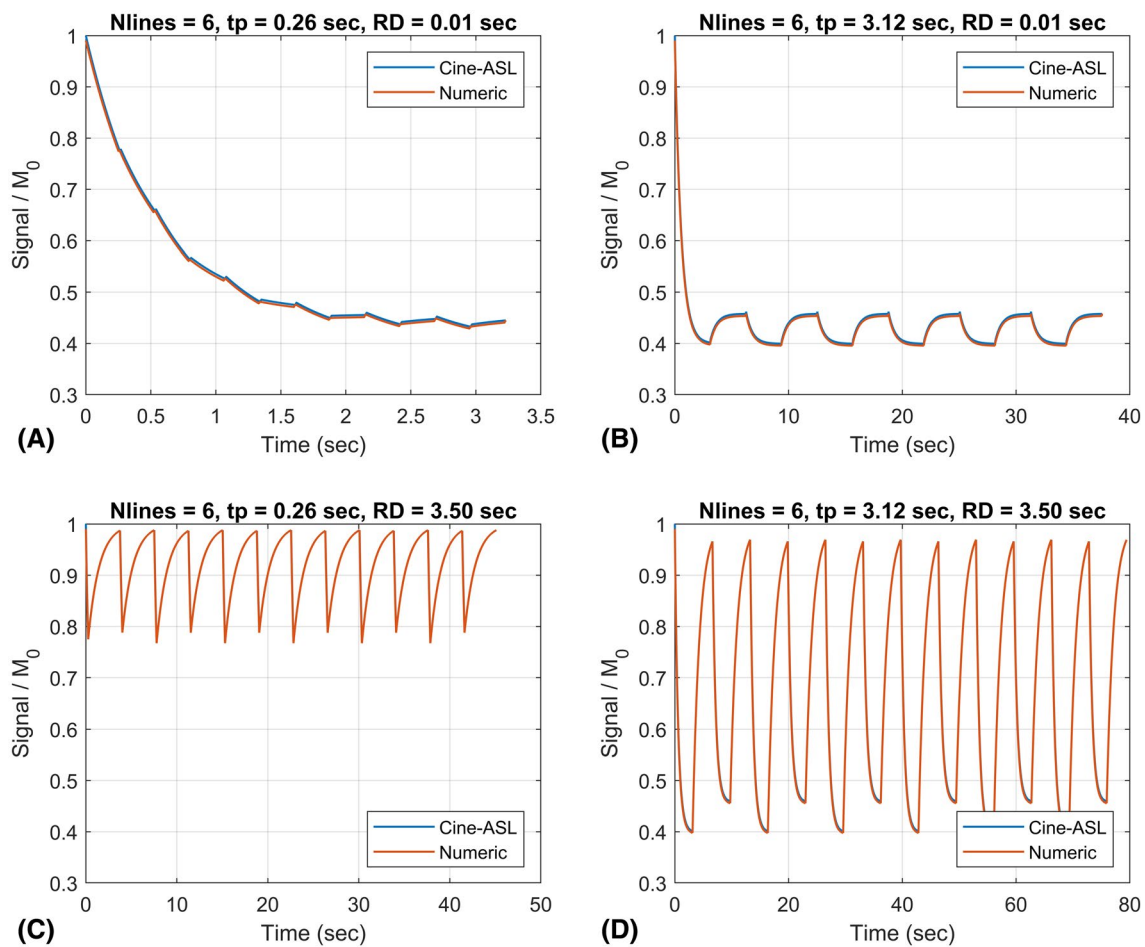 Nlines = 6, tp = 0.26 sec, RD = 0.01 sec
1
0.9
0.8
0.7
0.6
0.5
0.4
0.3
Signal / M0
0 0.5 1 1.5 2 2.5 3 3.5
Time (sec)
Cine-ASL
Numeric
(A)
Nlines = 6, tp = 3.12 sec, RD = 0.01 sec
1
0.9
0.8
0.7
0.6
0.5
0.4
0.3
Signal / M0
0 10 20 30 40
Time (sec)
Cine-ASL
Numeric
(B)
Nlines = 6, tp = 0.26 sec, RD = 3.50 sec
1
0.9
0.8
0.7
0.6
0.5
0.4
0.3
Signal / M0
0 10 20 30 40 50
Time (sec)
Cine-ASL
Numeric
(C)
Nlines = 6, tp = 3.12 sec, RD = 3.50 sec
1
0.9
0.8
0.7
0.6
0.5
0.4
0.3
Signal / M0
0 20 40 60 80
Time (sec)
Cine-ASL
Numeric
(D)